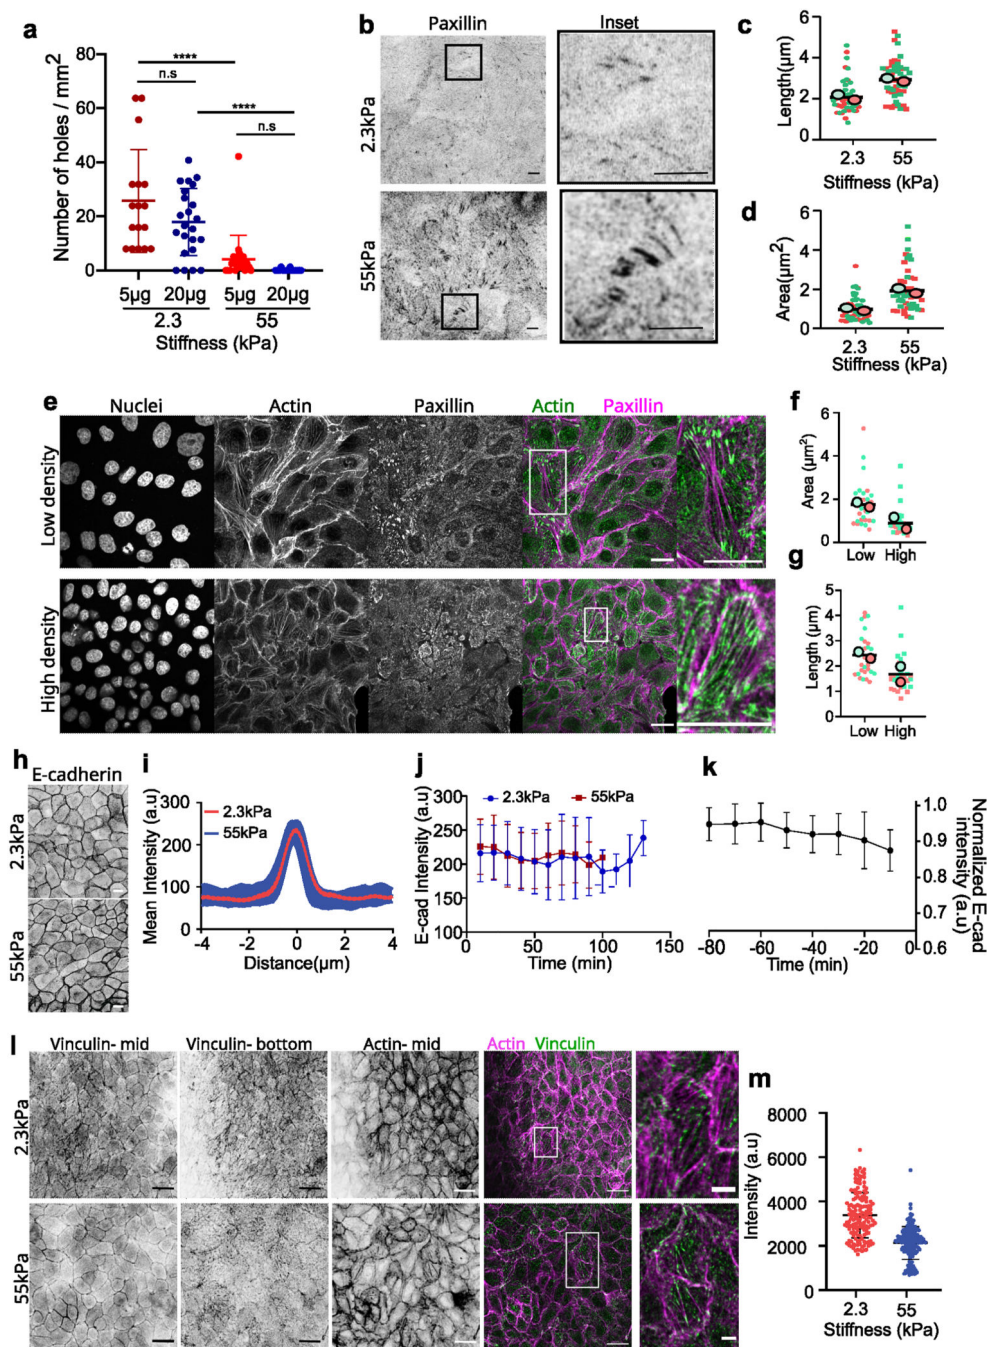 a
Number of holes / mm2
80
60
40
20
0
****
n.s
****
n.s
5µg
20µg
5µg
20µg
2.3
55
Stiffness (kPa)
b
Paxillin
Inset
2.3kPa
55kPa
c
Length(µm)
6
4
2
0
2.3
55
Stiffness (kPa)
d
Area(µm2)
6
4
2
0
2.3
55
Stiffness (kPa)
e
Nuclei
Actin
Paxillin
Actin
Paxillin
Low density
High density
f
Area (µm2)
6
4
2
0
Low
High
g
Length (µm)
5
4
3
2
1
0
Low
High
h
E-cadherin
2.3kPa
55kPa
i
Mean Intensity (a.u)
300
200
100
0
2.3kPa
55kPa
-4
-2
0
2
4
Distance(µm)
j
E-cad Intensity (a.u)
300
250
200
150
100
2.3kPa
55kPa
0
50
100
150
Time (min)
k
1.0
0.9
0.8
0.7
0.6
Normalized E-cad
intensity (a.u)
-80
-60
-40
-20
0
Time (min)
l
Vinculin- mid
Vinculin- bottom
Actin- mid
Actin
Vinculin
2.3kPa
55kPa
m
Intensity (a.u)
8000
6000
4000
2000
0
2.3
55
Stiffness (kPa)